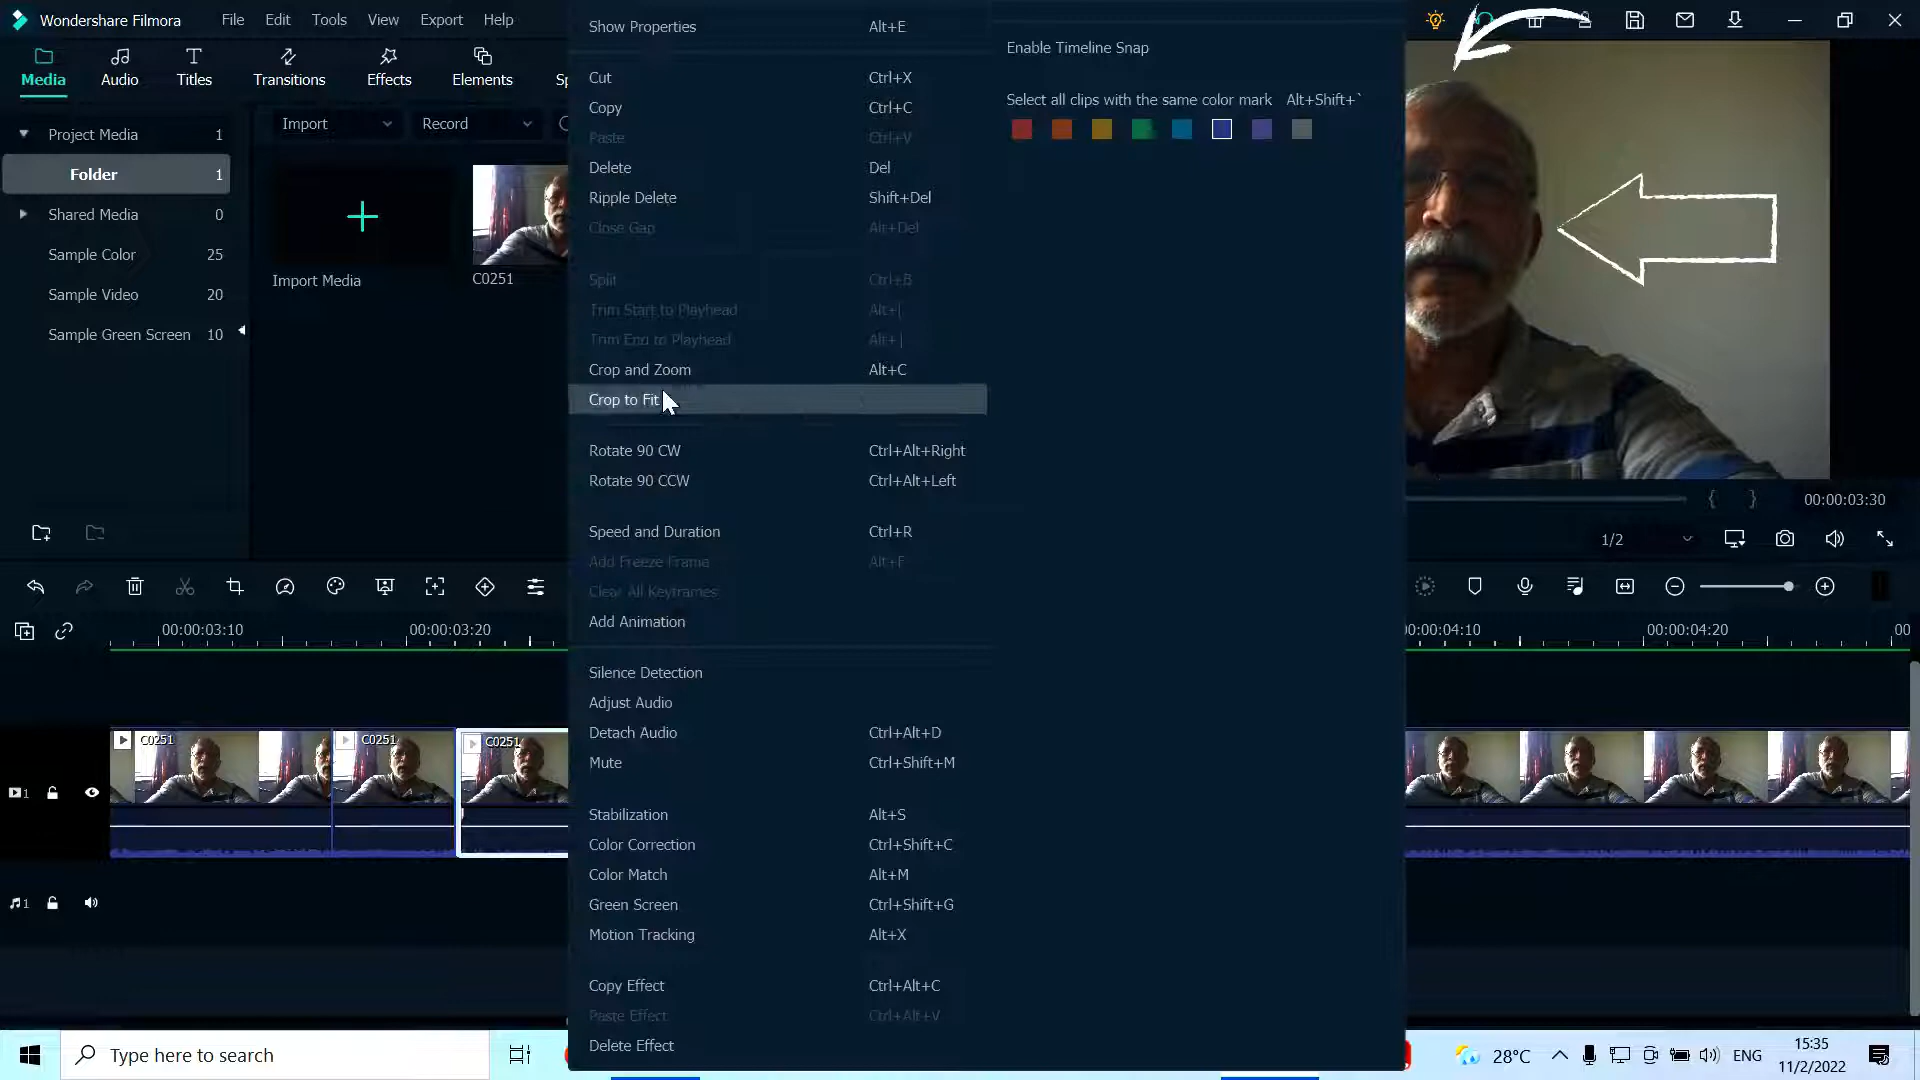 Wondershare Filmora File Edit Tools View Export Help
Media Audio Titles Transitions Effects Elements Sp
Import Record
Project Media 1
Folder 1
Shared Media 0
Sample Color 25
Sample Video 20
Sample Green Screen 10
Import Media
C0251
Show Properties Alt+E
Cut Ctrl+X
Copy Ctrl+C
Paste Ctrl+V
Delete Del
Ripple Delete Shift+Del
Close Gap Alt+Del
Split Ctrl+B
Trim Start to Playhead Alt+[
Trim End to Playhead Alt+]
Crop and Zoom Alt+C
Crop to Fit
Rotate 90 CW Ctrl+Alt+Right
Rotate 90 CCW Ctrl+Alt+Left
Speed and Duration Ctrl+R
Add Freeze Frame Alt+F
Clear All Keyframes
Add Animation
Silence Detection
Adjust Audio
Detach Audio Ctrl+Alt+D
Mute Ctrl+Shift+M
Stabilization Alt+S
Color Correction Ctrl+Shift+C
Color Match Alt+M
Green Screen Ctrl+Shift+G
Motion Tracking Alt+X
Copy Effect Ctrl+Alt+C
Paste Effect Ctrl+Alt+V
Delete Effect
Enable Timeline Snap
Select all clips with the same color mark Alt+Shift+`
{ } 00:00:03:30
1/2
00:00:03:10 00:00:03:20 00:00:04:10 00:00:04:20 00
C0251 C0251 C0251
1
1
Type here to search
28°C ENG 15:35
11/2/2022